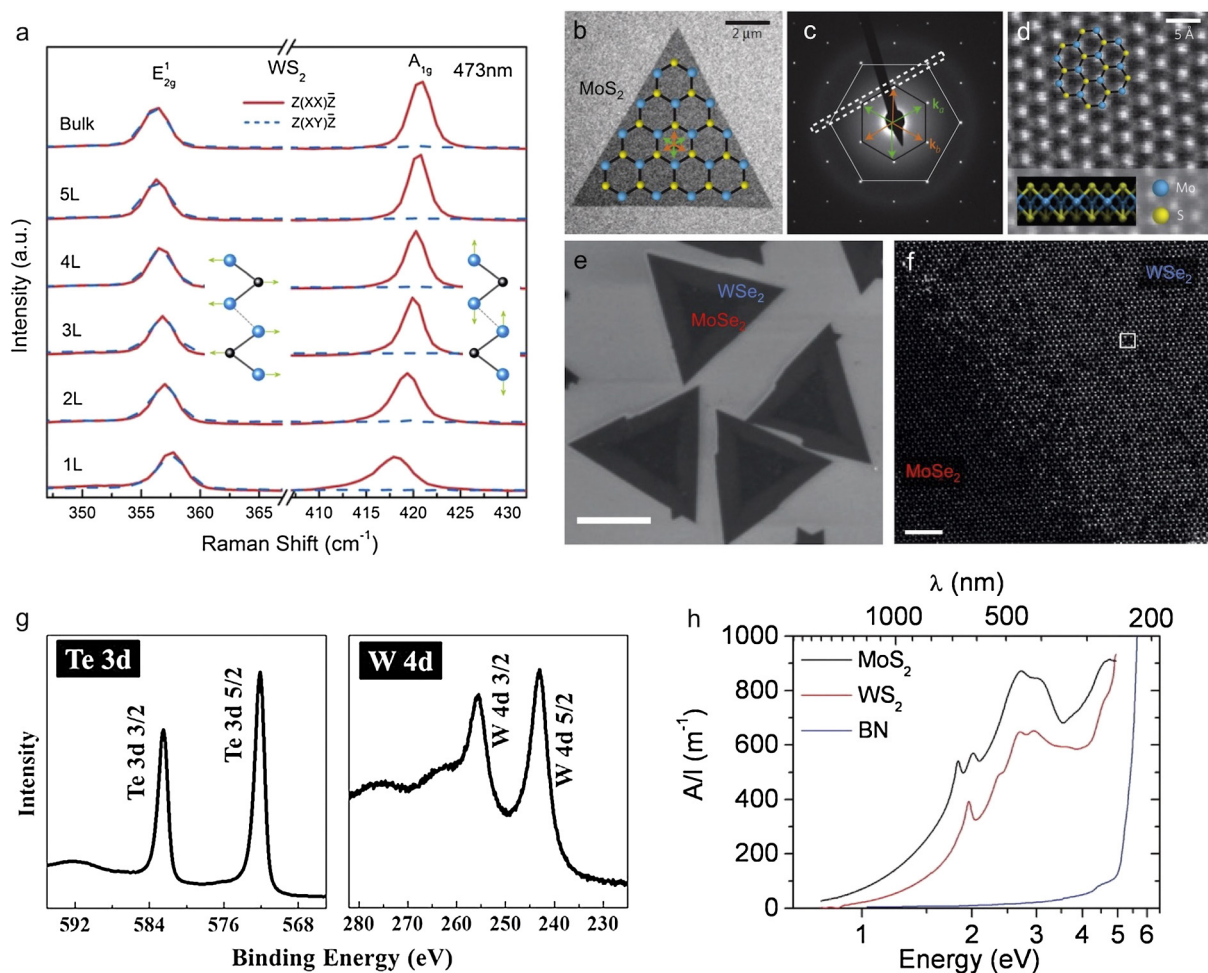 a
E¹₂g
WS₂
A₁g
473nm
Z(XX)Z̄
Z(XY)Z̄
Bulk
5L
4L
3L
2L
1L
Intensity (a.u.)
350 355 360 365 410 415 420 425 430
Raman Shift (cm⁻¹)
b
2 μm
MoS₂
c
kₐ
k_b
d
5 Å
Mo
S
e
WSe₂
MoSe₂
f
WSe₂
MoSe₂
g
Te 3d
Te 3d 3/2
Te 3d 5/2
W 4d
W 4d 3/2
W 4d 5/2
Intensity
592 584 576 568
280 270 260 250 240 230
Binding Energy (eV)
h
λ (nm)
1000 500 200
MoS₂
WS₂
BN
A/l (m⁻¹)
1000
800
600
400
200
0
1 2 3 4 5 6
Energy (eV)